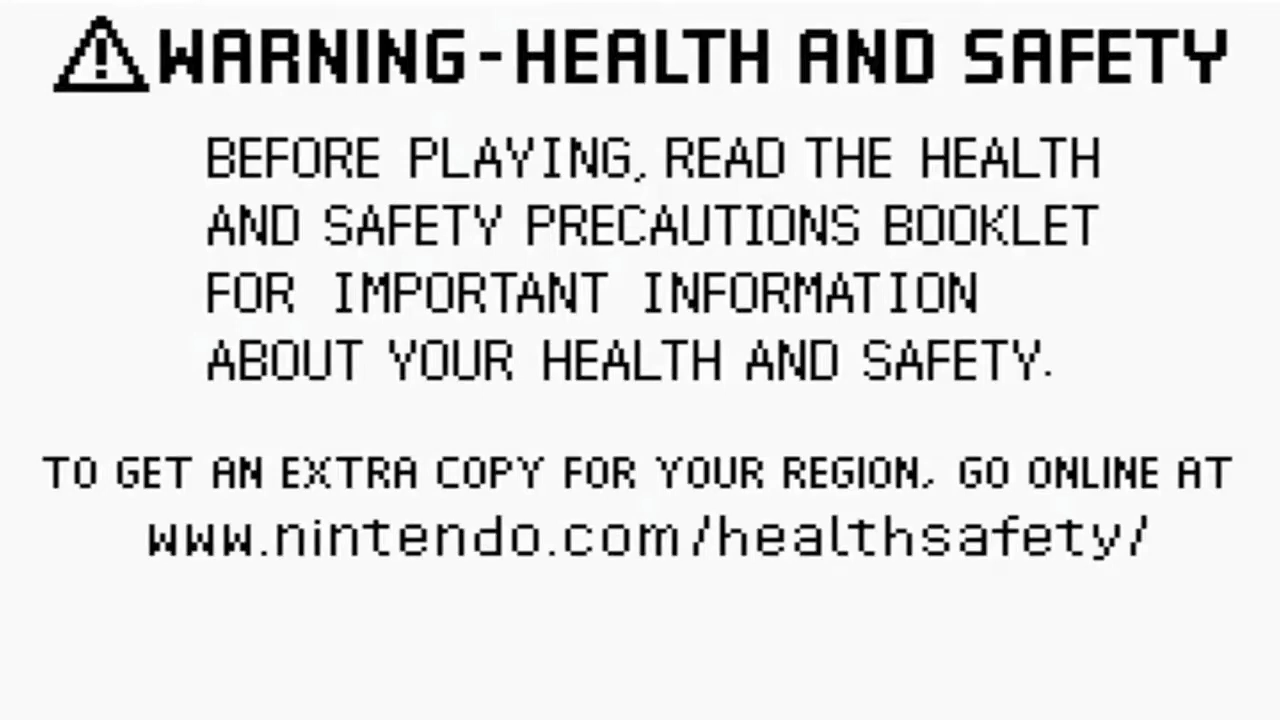 WARNING-HEALTH AND SAFETY
BEFORE PLAYING, READ THE HEALTH
AND SAFETY PRECAUTIONS BOOKLET
FOR IMPORTANT INFORMATION
ABOUT YOUR HEALTH AND SAFETY.
TO GET AN EXTRA COPY FOR YOUR REGION, GO ONLINE AT
www.nintendo.com/healthsafety/